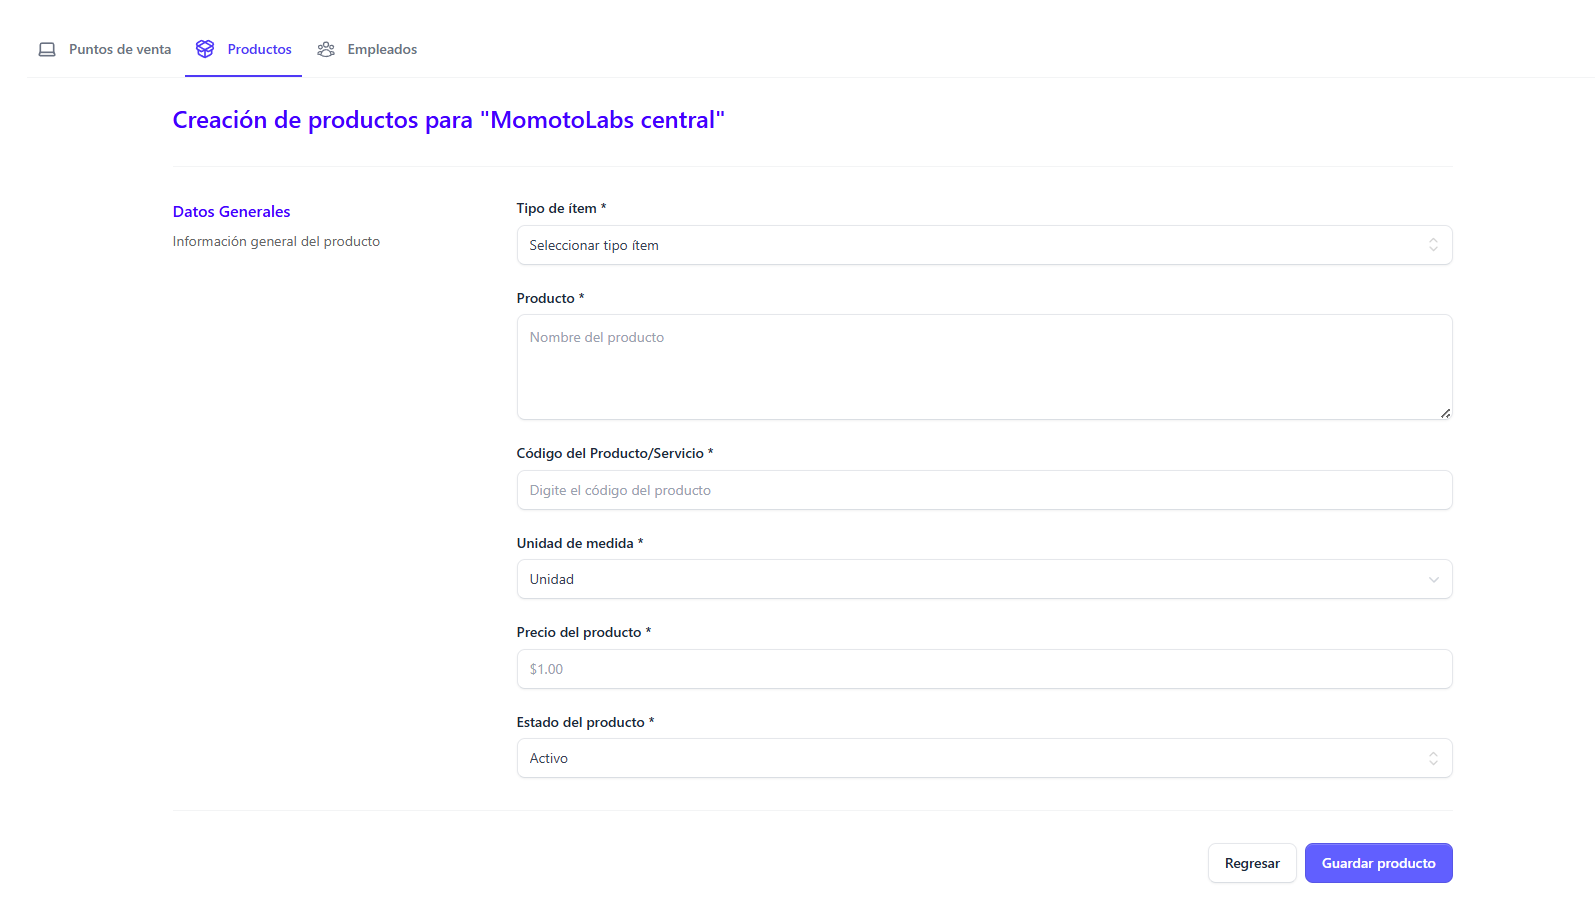 Puntos de venta Productos Empleados
Creación de productos para "MomotoLabs central"
Datos Generales
Información general del producto
Tipo de ítem *
Seleccionar tipo ítem
Producto *
Nombre del producto
Código del Producto/Servicio *
Digite el código del producto
Unidad de medida *
Unidad
Precio del producto *
$1.00
Estado del producto *
Activo
Regresar Guardar producto